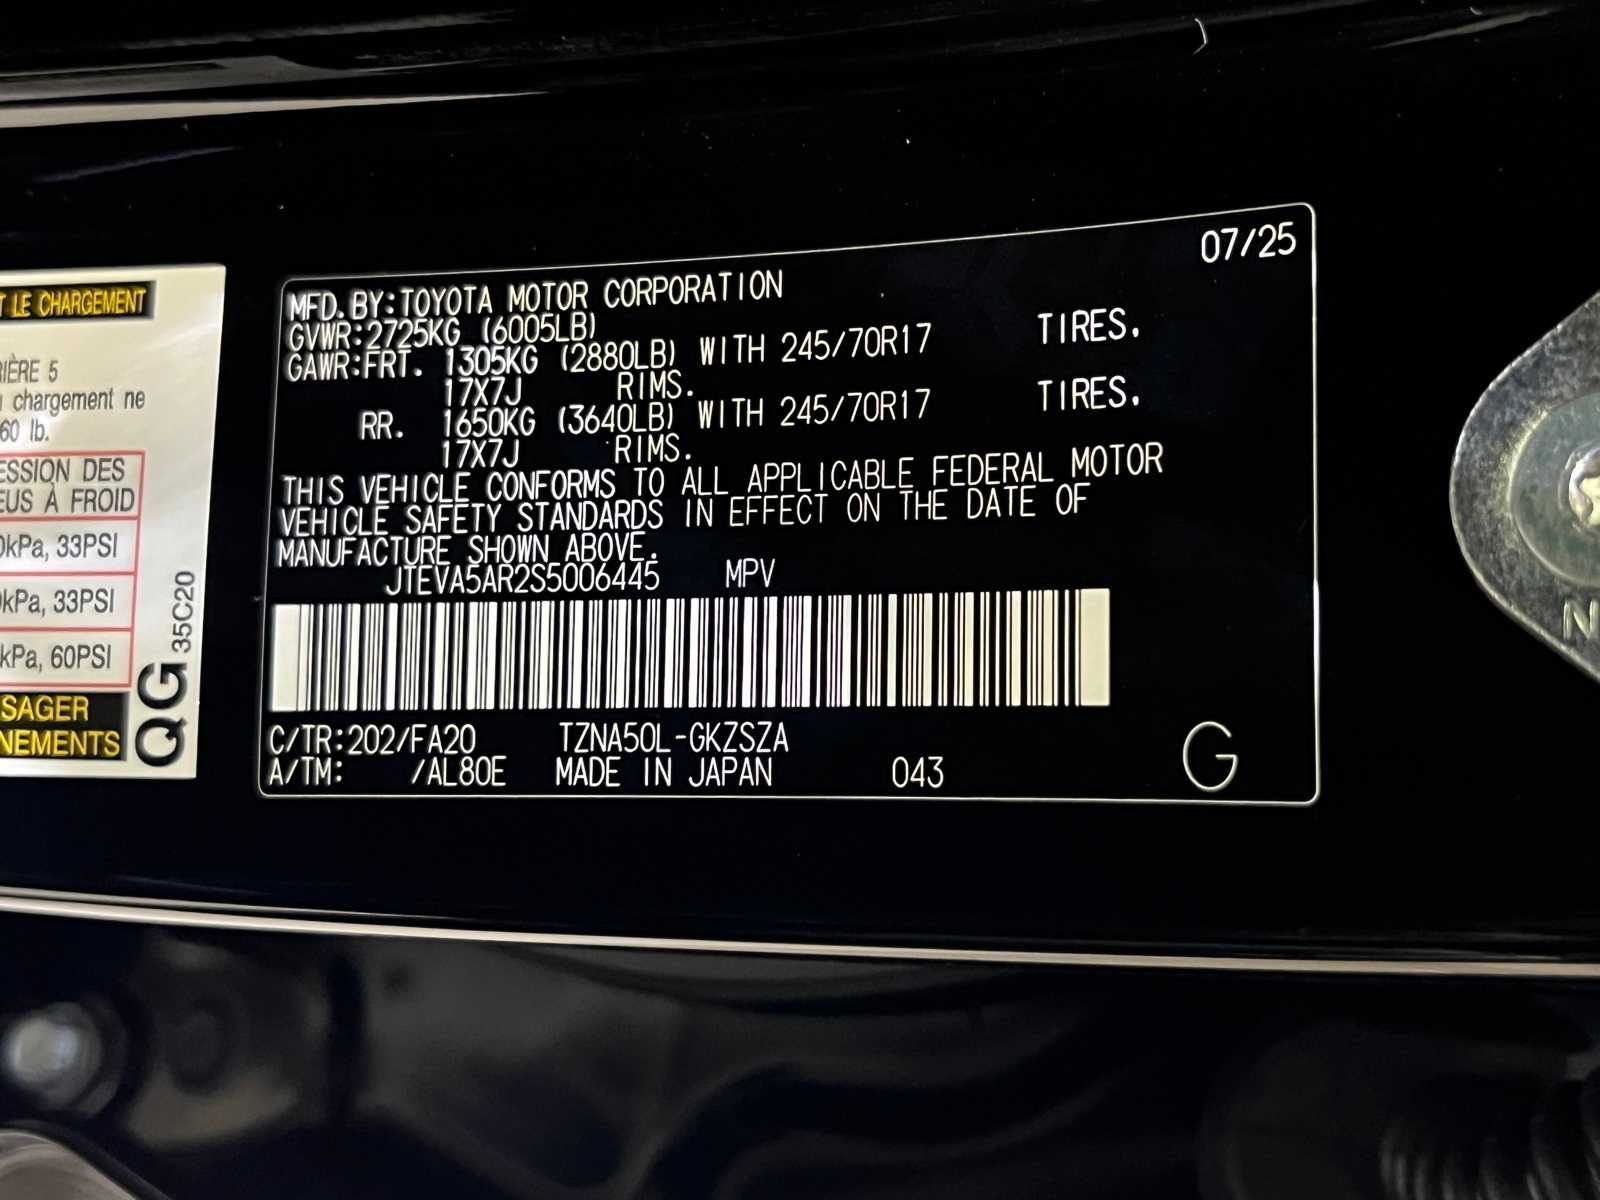 T LE CHARGEMENT
IÈRE 5
chargement ne
60 lb.
ESSION DES
EUS À FROID
kPa, 33PSI
kPa, 33PSI
kPa, 60PSI
SAGER
NEMENTS
QG 35C20
07/25
MFD. BY:TOYOTA MOTOR CORPORATION
GVWR:2725KG (6005LB)
GAWR:FRT. 1305KG (2880LB) WITH 245/70R17 TIRES.
17X7J RIMS.
RR. 1650KG (3640LB) WITH 245/70R17 TIRES.
17X7J RIMS.
THIS VEHICLE CONFORMS TO ALL APPLICABLE FEDERAL MOTOR
VEHICLE SAFETY STANDARDS IN EFFECT ON THE DATE OF
MANUFACTURE SHOWN ABOVE.
JTEVA5AR2S5006445 MPV
C/TR:202/FA20 TZNA50L-GKZSZA
A/TM: /AL80E MADE IN JAPAN 043 G
N